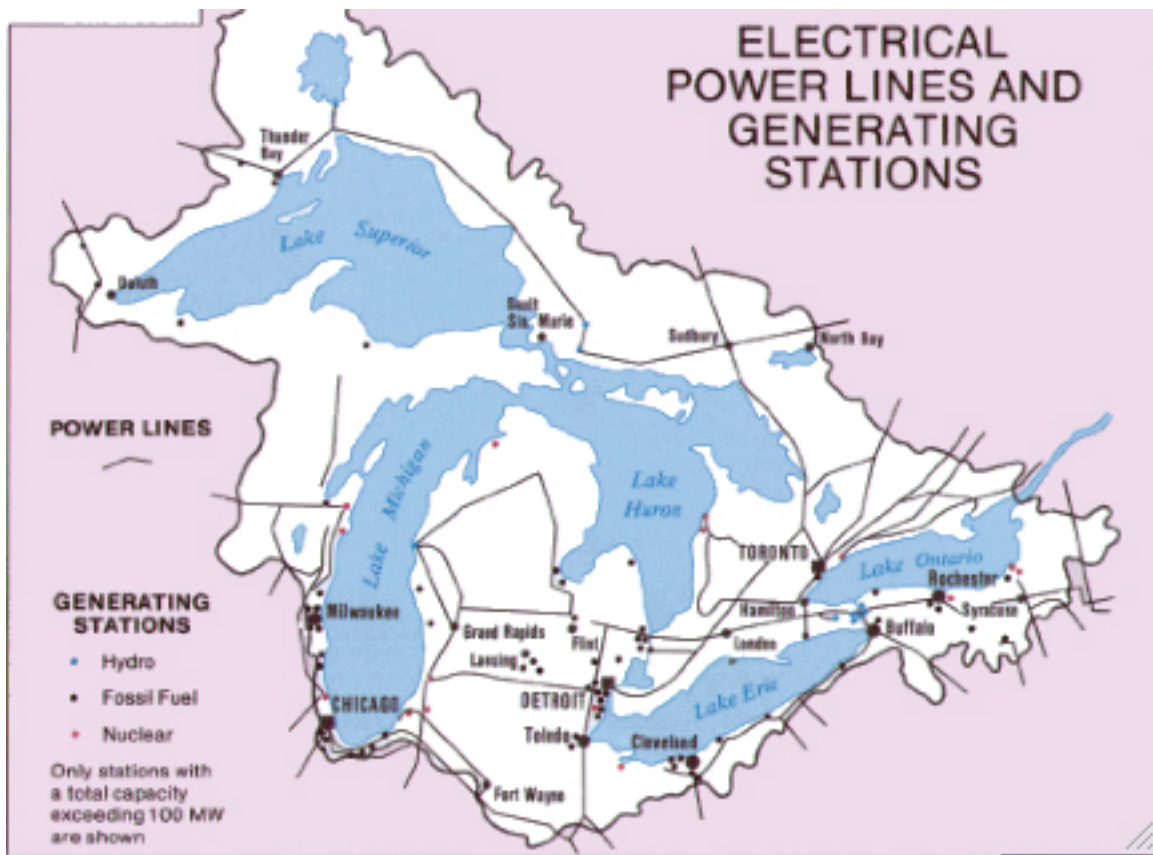 ELECTRICAL
POWER LINES AND
GENERATING
STATIONS
Thunder
Bay
Lake Superior
Duluth
Sault
Ste. Marie
Sudbury
North Bay
POWER LINES
Lake Michigan
Lake
Huron
TORONTO
Lake Ontario
Rochester
GENERATING
STATIONS
Milwaukee
Hamilton
Syracuse
Grand Rapids
Flint
London
Buffalo
Hydro
Lansing
Fossil Fuel
CHICAGO
DETROIT
Lake Erie
Nuclear
Toledo
Cleveland
Only stations with
a total capacity
exceeding 100 MW
are shown
Fort Wayne